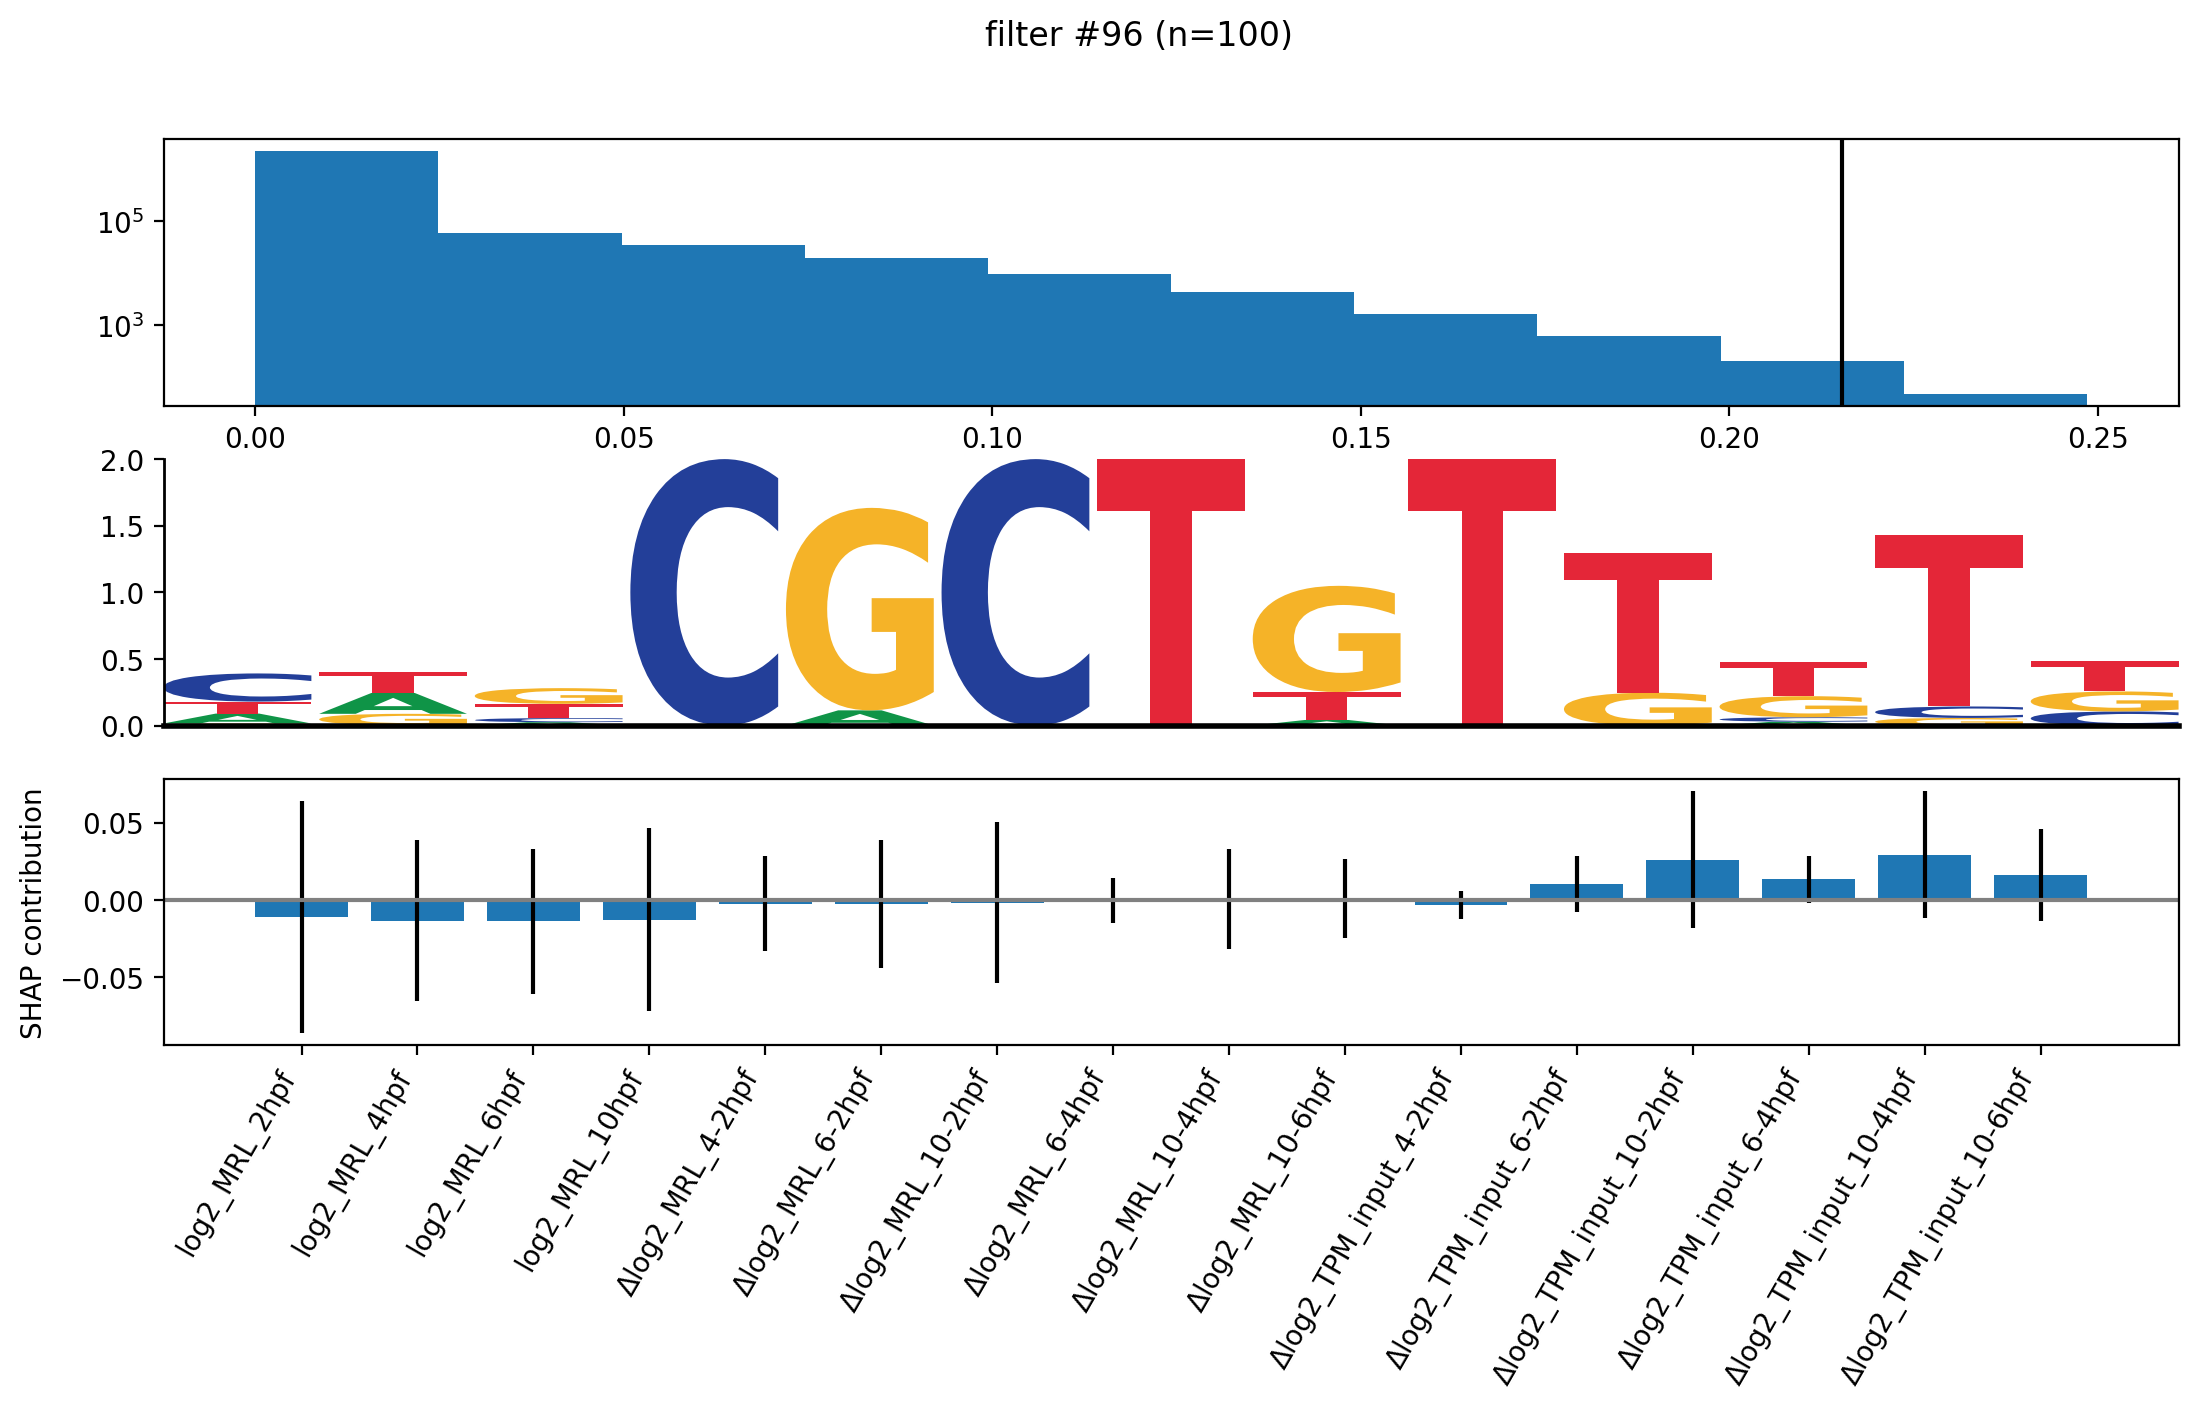 filter #96 (n=100)
10⁵
10³
0.00 0.05 0.10 0.15 0.20 0.25
2.0
1.5
1.0
0.5
0.0
SHAP contribution
0.05
0.00
−0.05
log2_MRL_2hpf
log2_MRL_4hpf
log2_MRL_6hpf
log2_MRL_10hpf
Δlog2_MRL_4-2hpf
Δlog2_MRL_6-2hpf
Δlog2_MRL_10-2hpf
Δlog2_MRL_6-4hpf
Δlog2_MRL_10-4hpf
Δlog2_MRL_10-6hpf
Δlog2_TPM_input_4-2hpf
Δlog2_TPM_input_6-2hpf
Δlog2_TPM_input_10-2hpf
Δlog2_TPM_input_6-4hpf
Δlog2_TPM_input_10-4hpf
Δlog2_TPM_input_10-6hpf